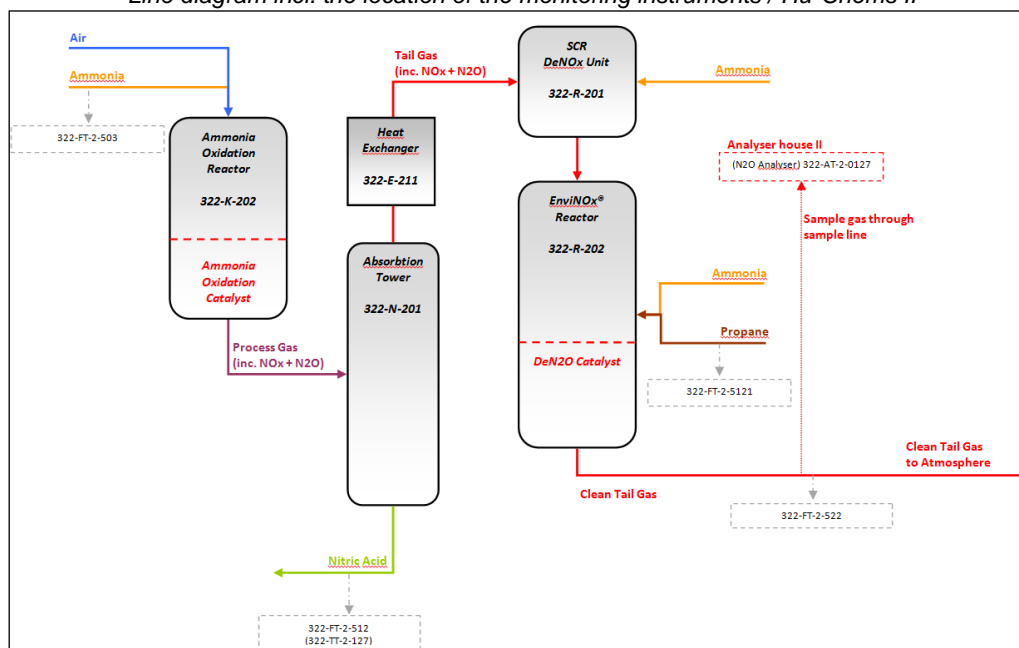 Line diagram incl. the location of the monitoring instruments / Hu-Chems II
Air
Ammonia
322-FT-2-503
Ammonia
Oxidation
Reactor
322-K-202
Ammonia
Oxidation
Catalyst
Process Gas
(inc. NOx + N2O)
Tail Gas
(inc. NOx + N2O)
Heat
Exchanger
322-E-211
Absorbtion
Tower
322-N-201
Nitric Acid
322-FT-2-512
(322-TT-2-127)
SCR
DeNOx Unit
322-R-201
Ammonia
EnviNOx®
Reactor
322-R-202
DeN2O Catalyst
Ammonia
Propane
322-FT-2-5121
Analyser house II
(N2O Analyser) 322-AT-2-0127
Sample gas through
sample line
Clean Tail Gas
Clean Tail Gas
to Atmosphere
322-FT-2-522